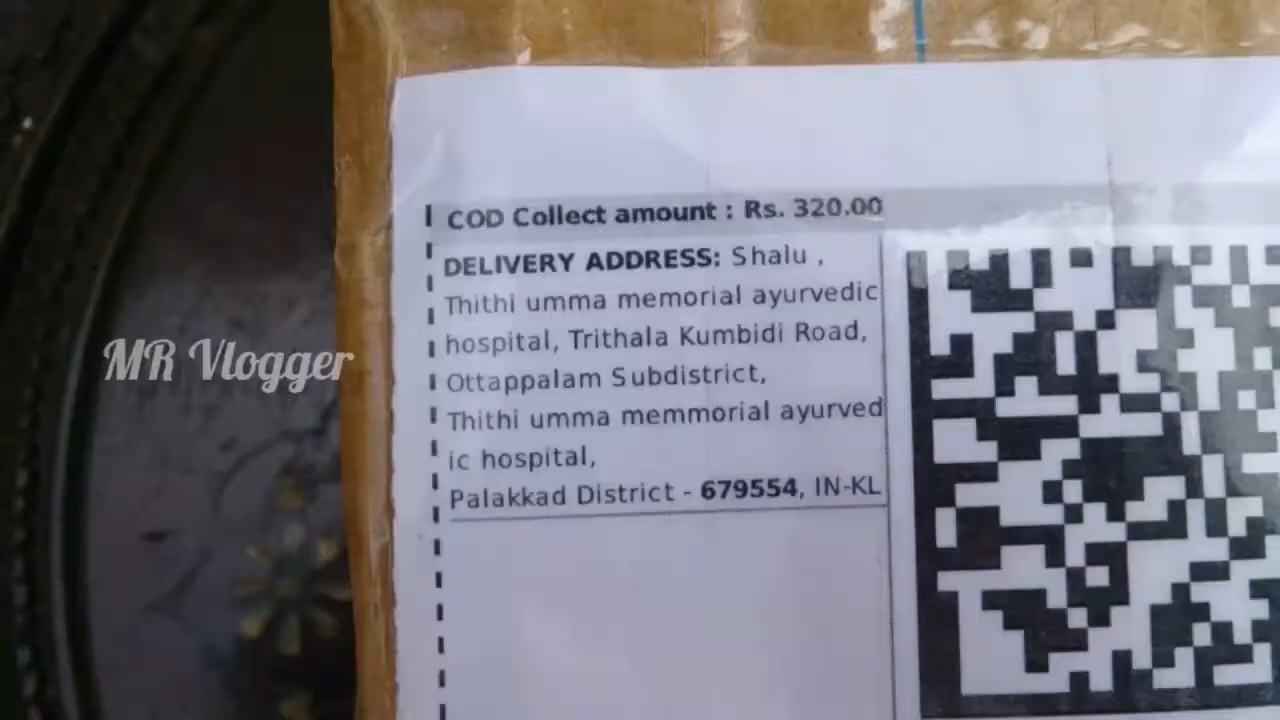 COD Collect amount : Rs. 320.00
DELIVERY ADDRESS: Shalu ,
Thithi umma memorial ayurvedic
hospital, Trithala Kumbidi Road,
Ottappalam Subdistrict,
Thithi umma memmorial ayurved
ic hospital,
Palakkad District - 679554, IN-KL
MR Vlogger